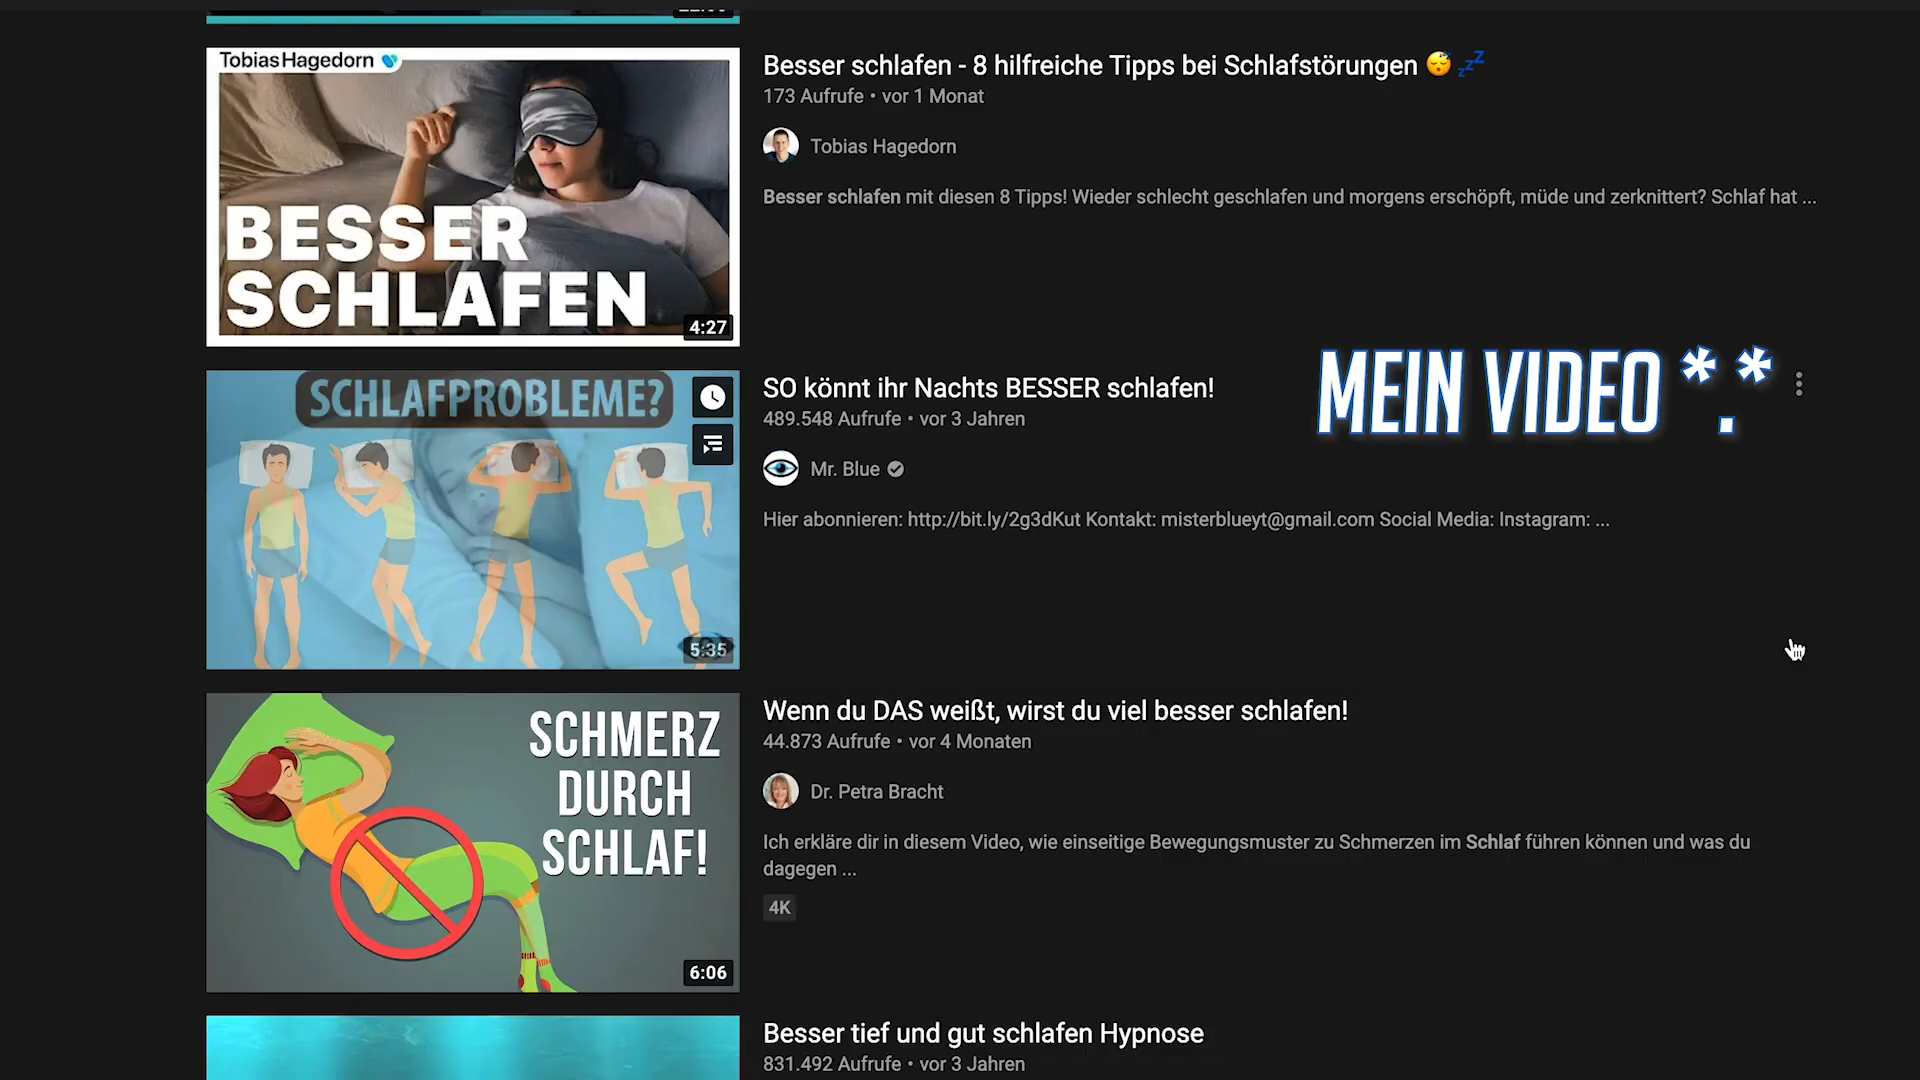 Tobias Hagedorn
BESSER
SCHLAFEN
4:27
Besser schlafen - 8 hilfreiche Tipps bei Schlafstörungen 😴 💤
173 Aufrufe • vor 1 Monat
Tobias Hagedorn
Besser schlafen mit diesen 8 Tipps! Wieder schlecht geschlafen und morgens erschöpft, müde und zerknittert? Schlaf hat ...
SCHLAFPROBLEME?
5:35
SO könnt ihr Nachts BESSER schlafen!
489.548 Aufrufe • vor 3 Jahren
MEIN VIDEO *.*
Mr. Blue
Hier abonnieren: http://bit.ly/2g3dKut Kontakt: misterblueyt@gmail.com Social Media: Instagram: ...
SCHMERZ
DURCH
SCHLAF!
6:06
Wenn du DAS weißt, wirst du viel besser schlafen!
44.873 Aufrufe • vor 4 Monaten
Dr. Petra Bracht
Ich erkläre dir in diesem Video, wie einseitige Bewegungsmuster zu Schmerzen im Schlaf führen können und was du
dagegen ...
4K
Besser tief und gut schlafen Hypnose
831.492 Aufrufe • vor 3 Jahren